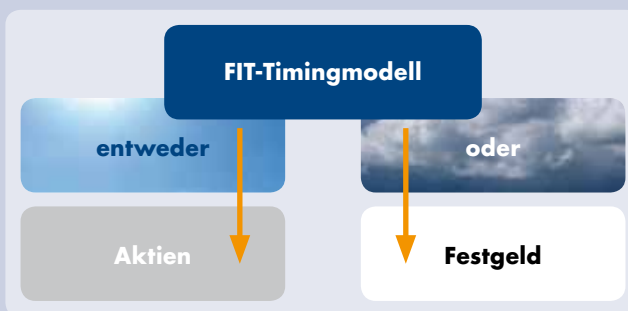 FIT-Timingmodell
entweder
oder
Aktien
Festgeld